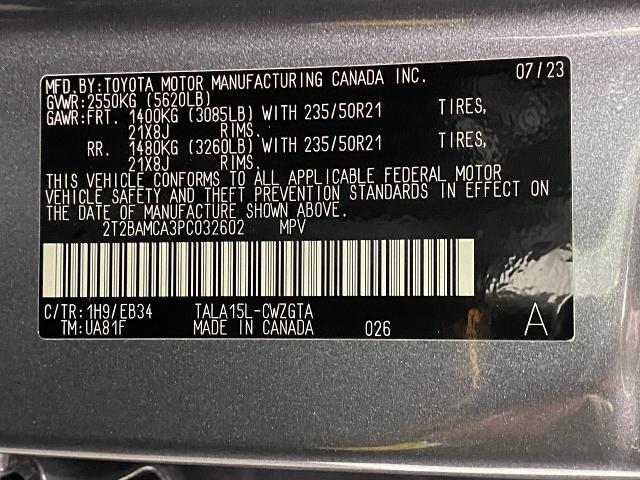 MFD.BY:TOYOTA MOTOR MANUFACTURING CANADA INC. 07/23
GVWR:2550KG (5620LB)
GAWR:FRT. 1400KG (3085LB) WITH 235/50R21 TIRES,
21X8J RIMS.
RR. 1480KG (3260LB) WITH 235/50R21 TIRES,
21X8J RIMS.
THIS VEHICLE CONFORMS TO ALL APPLICABLE FEDERAL MOTOR
VEHICLE SAFETY AND THEFT PREVENTION STANDARDS IN EFFECT ON
THE DATE OF MANUFACTURE SHOWN ABOVE.
2T2BAMCA3PC032602 MPV
C/TR:1H9/EB34 TALA15L-CWZGTA
TM:UA81F MADE IN CANADA 026 A